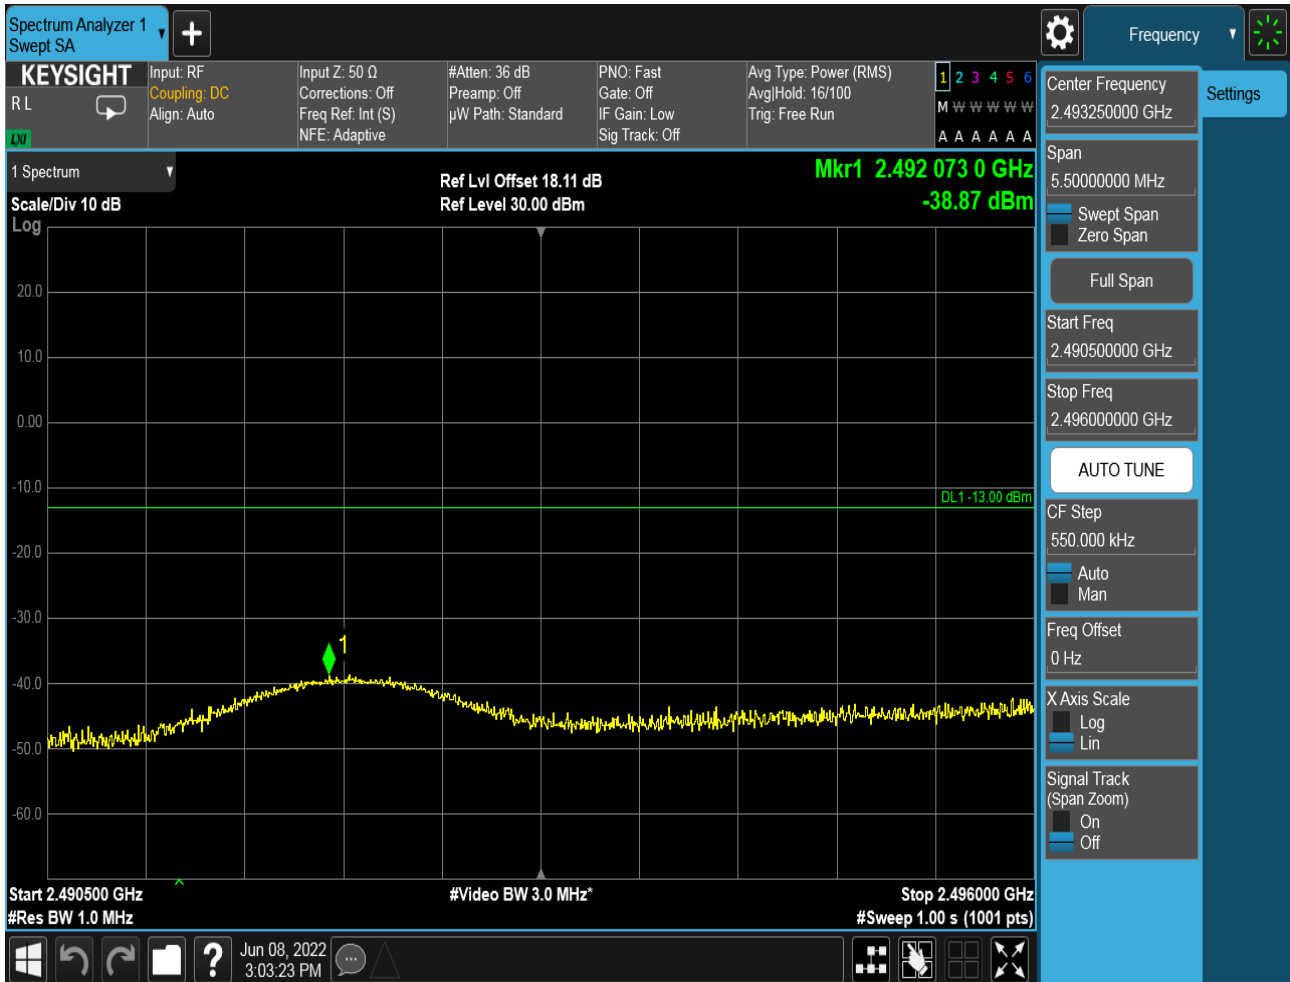 Spectrum Analyzer 1
Swept SA
Frequency
KEYSIGHT
R L
LXI
Input: RF
Coupling: DC
Align: Auto
Input Z: 50 Ω
Corrections: Off
Freq Ref: Int (S)
NFE: Adaptive
#Atten: 36 dB
Preamp: Off
µW Path: Standard
PNO: Fast
Gate: Off
IF Gain: Low
Sig Track: Off
Avg Type: Power (RMS)
Avg|Hold: 16/100
Trig: Free Run
1 2 3 4 5 6
M W W W W W
A A A A A A
1 Spectrum
Scale/Div 10 dB
Log
Ref Lvl Offset 18.11 dB
Ref Level 30.00 dBm
Mkr1 2.492 073 0 GHz
-38.87 dBm
20.0
10.0
0.00
-10.0
DL1 -13.00 dBm
-20.0
-30.0
1
-40.0
-50.0
-60.0
Start 2.490500 GHz
#Video BW 3.0 MHz*
Stop 2.496000 GHz
#Res BW 1.0 MHz
#Sweep 1.00 s (1001 pts)
Center Frequency
2.493250000 GHz
Settings
Span
5.50000000 MHz
Swept Span
Zero Span
Full Span
Start Freq
2.490500000 GHz
Stop Freq
2.496000000 GHz
AUTO TUNE
CF Step
550.000 kHz
Auto
Man
Freq Offset
0 Hz
X Axis Scale
Log
Lin
Signal Track
(Span Zoom)
On
Off
?
Jun 08, 2022
3:03:23 PM